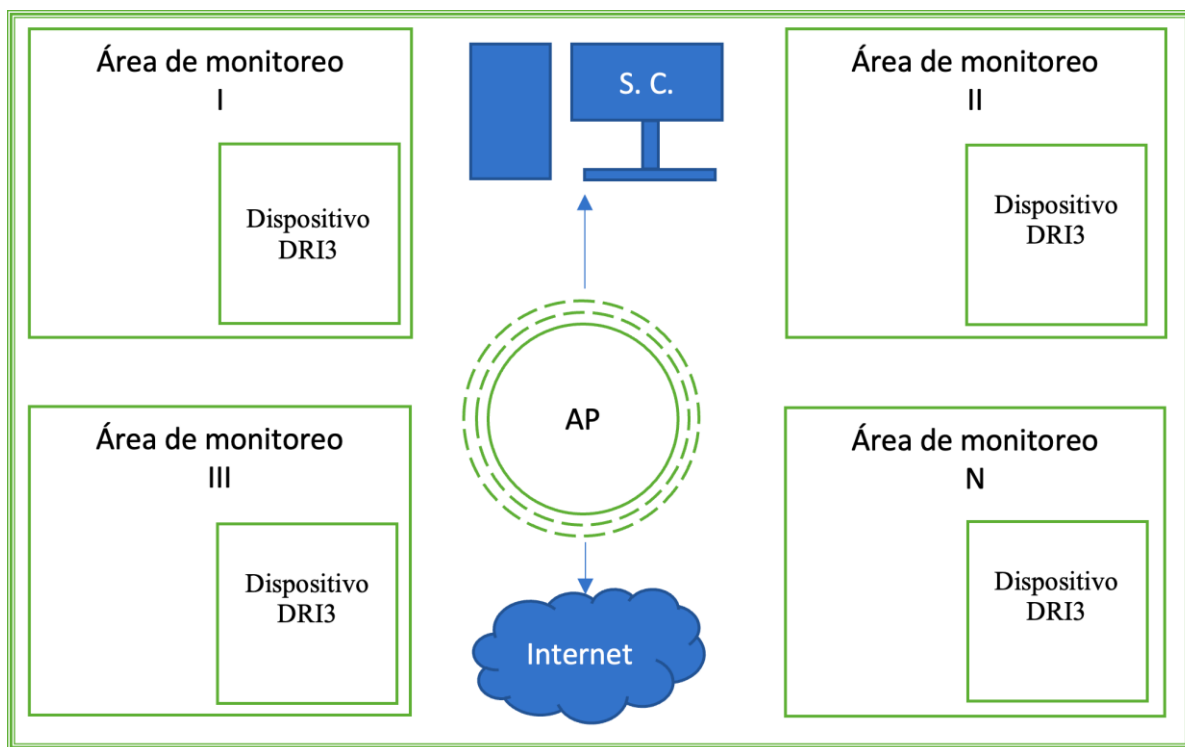 Área de monitoreo
I
Dispositivo
DRI3
S. C.
Área de monitoreo
II
Dispositivo
DRI3
AP
Área de monitoreo
III
Dispositivo
DRI3
Internet
Área de monitoreo
N
Dispositivo
DRI3